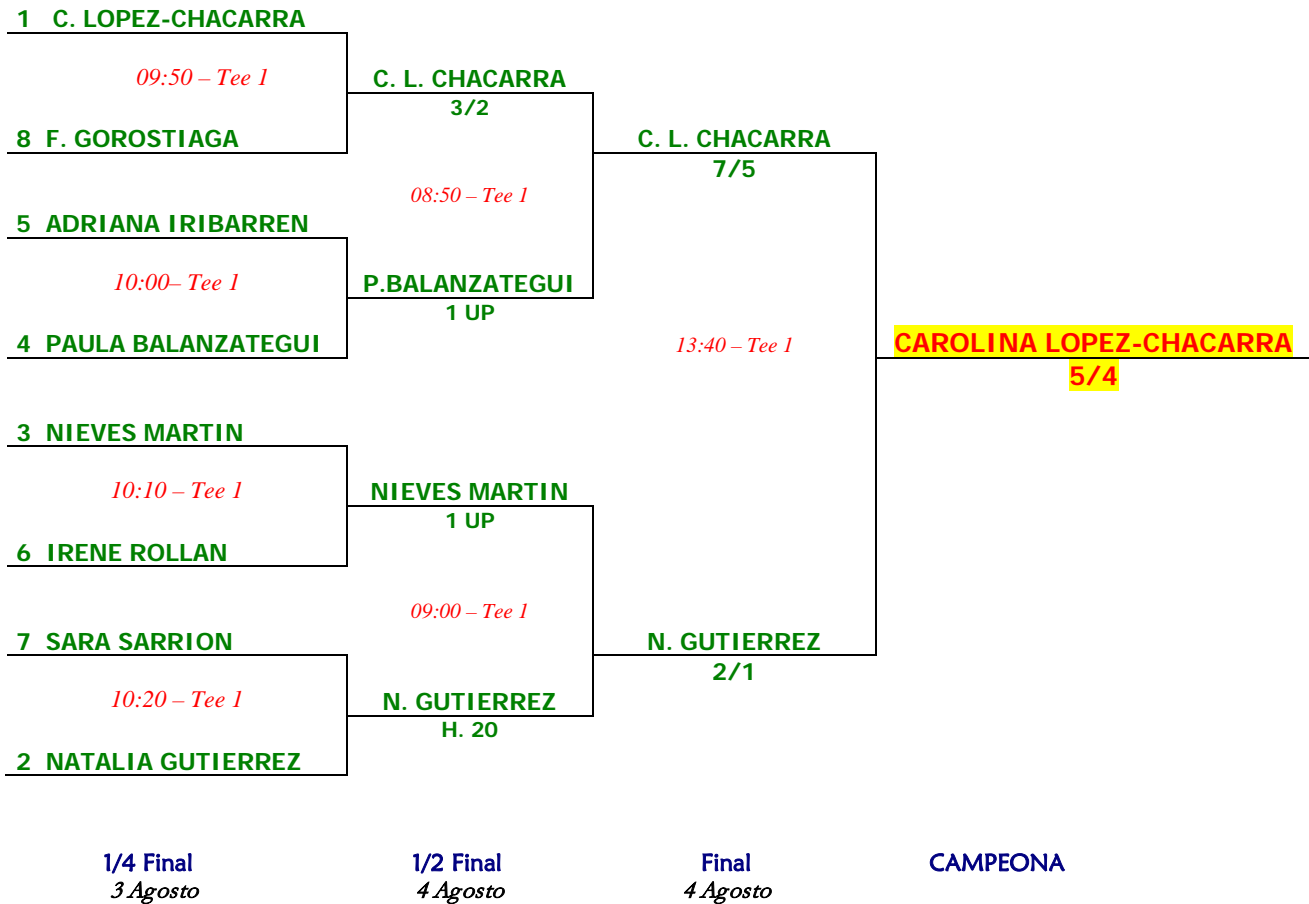 1 C. LOPEZ-CHACARRA
09:50 – Tee 1
C. L. CHACARRA
3/2
8 F. GOROSTIAGA
C. L. CHACARRA
7/5
08:50 – Tee 1
5 ADRIANA IRIBARREN
10:00– Tee 1
P.BALANZATEGUI
1 UP
4 PAULA BALANZATEGUI
13:40 – Tee 1
CAROLINA LOPEZ-CHACARRA
5/4
3 NIEVES MARTIN
10:10 – Tee 1
NIEVES MARTIN
1 UP
6 IRENE ROLLAN
09:00 – Tee 1
7 SARA SARRION
N. GUTIERREZ
2/1
10:20 – Tee 1
N. GUTIERREZ
H. 20
2 NATALIA GUTIERREZ
1/4 Final
1/2 Final
Final
CAMPEONA
3 Agosto
4 Agosto
4 Agosto